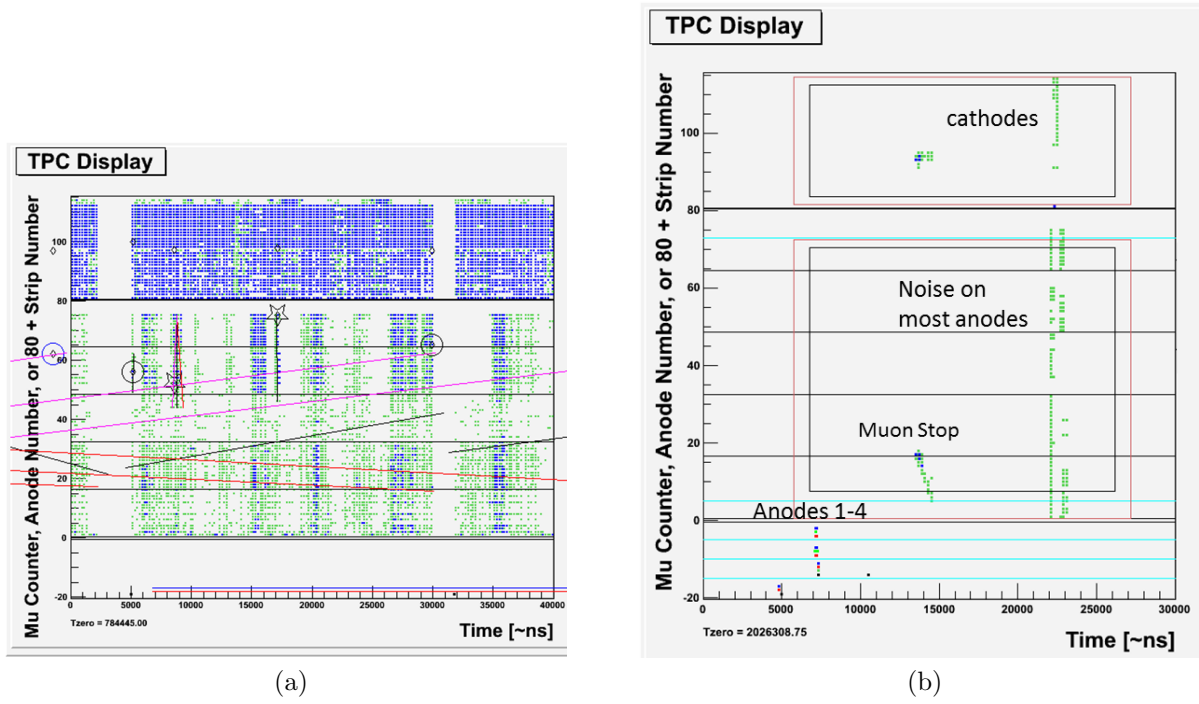 TPC Display
Mu Counter, Anode Number, or 80 + Strip Number
100
80
60
40
20
0
-20
0
5000
10000
15000
20000
25000
30000
35000
40000
Tzero = 784445.00
Time [~ns]
(a)
TPC Display
Mu Counter, Anode Number, or 80 + Strip Number
100
80
60
40
20
0
-20
cathodes
Noise on
most anodes
Muon Stop
Anodes 1-4
0
5000
10000
15000
20000
25000
30000
Tzero = 2026308.75
Time [~ns]
(b)